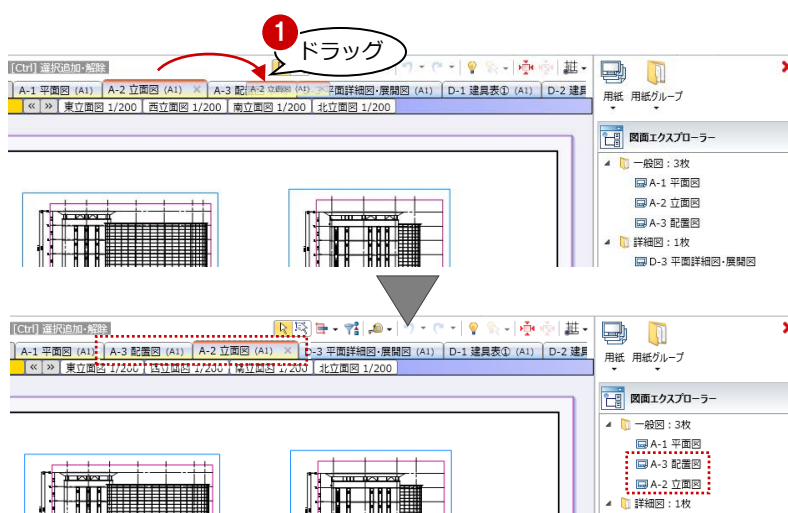 1
ドラッグ
[Ctrl] 選択追加・解除
A-1 平面図 (A1) A-2 立面図 (A1) × A-3 配 A-2 立面図 (A1) 平面詳細図・展開図 (A1) D-1 建具表① (A1) D-2 建具
« » 東立面図 1/200 西立面図 1/200 南立面図 1/200 北立面図 1/200
用紙 用紙グループ
図面エクスプローラー
一般図：3枚
A-1 平面図
A-2 立面図
A-3 配置図
詳細図：1枚
D-3 平面詳細図・展開図
[Ctrl] 選択追加・解除
A-1 平面図 (A1) A-3 配置図 (A1) A-2 立面図 (A1) × D-3 平面詳細図・展開図 (A1) D-1 建具表① (A1) D-2 建具
« » 東立面図 1/200 西立面図 1/200 南立面図 1/200 北立面図 1/200
用紙 用紙グループ
図面エクスプローラー
一般図：3枚
A-1 平面図
A-3 配置図
A-2 立面図
詳細図：1枚